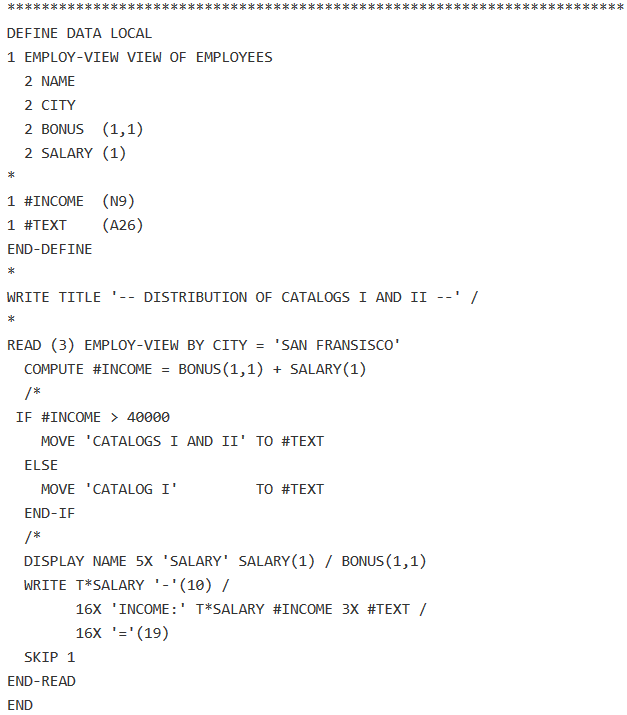 ************************************************************************
DEFINE DATA LOCAL
1 EMPLOY-VIEW VIEW OF EMPLOYEES
  2 NAME
  2 CITY
  2 BONUS  (1,1)
  2 SALARY (1)
*
1 #INCOME  (N9)
1 #TEXT    (A26)
END-DEFINE
*
WRITE TITLE '-- DISTRIBUTION OF CATALOGS I AND II --' /
*
READ (3) EMPLOY-VIEW BY CITY = 'SAN FRANSISCO'
  COMPUTE #INCOME = BONUS(1,1) + SALARY(1)
  /*
 IF #INCOME > 40000
    MOVE 'CATALOGS I AND II' TO #TEXT
  ELSE
    MOVE 'CATALOG I'         TO #TEXT
  END-IF
  /*
  DISPLAY NAME 5X 'SALARY' SALARY(1) / BONUS(1,1)
  WRITE T*SALARY '-'(10) /
        16X 'INCOME:' T*SALARY #INCOME 3X #TEXT /
        16X '='(19)
  SKIP 1
END-READ
END